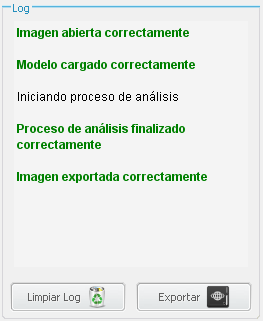 Log
Imagen abierta correctamente
Modelo cargado correctamente
Iniciando proceso de análisis
Proceso de análisis finalizado
correctamente
Imagen exportada correctamente
Limpiar Log
Exportar